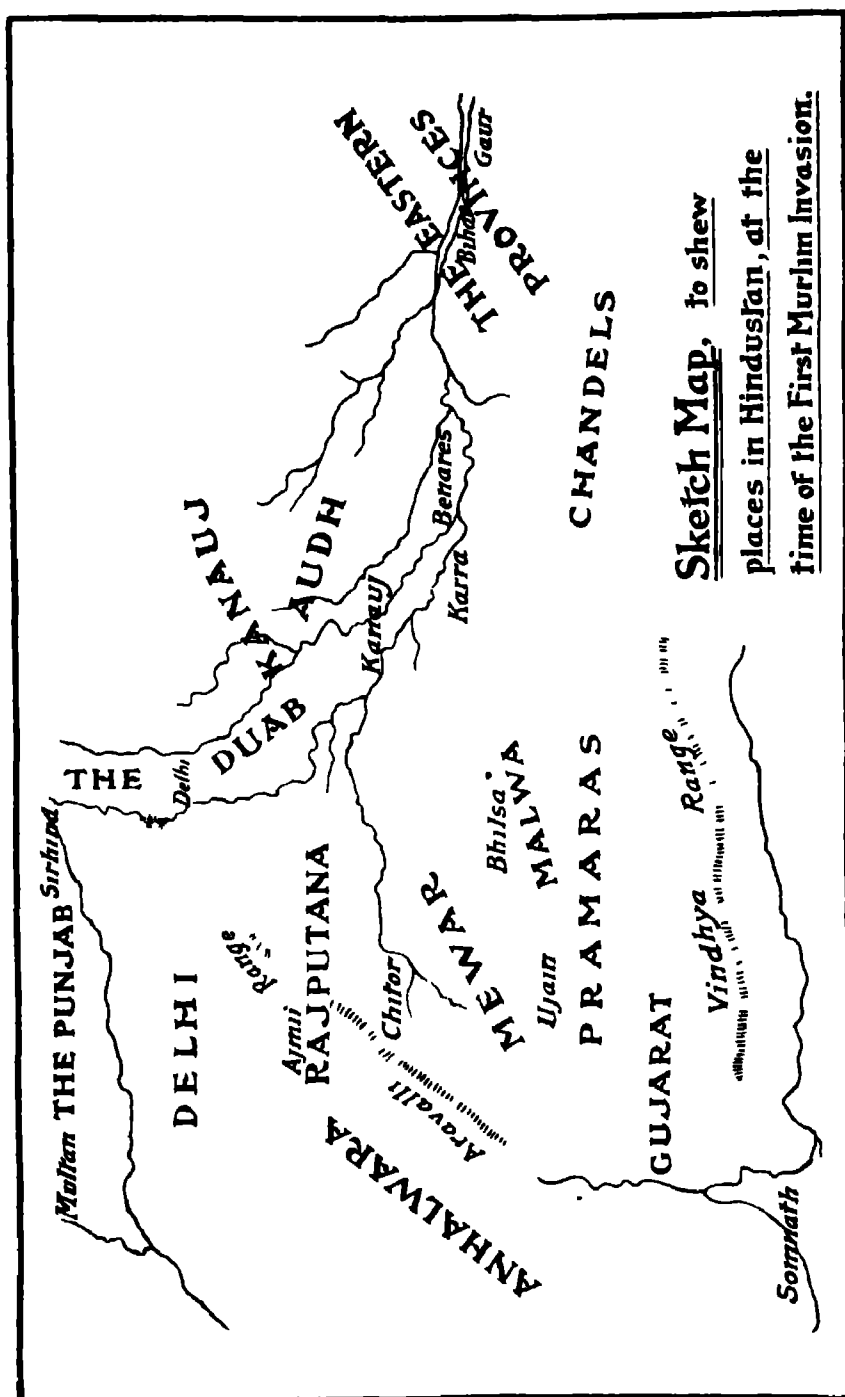 Multan THE PUNJAB Sirhind
THE
DELHI
Delhi
DUAB
KANAUJ
AUDH
Range
Ajmir
RAJPUTANA
Kanauj
Benares
Karra
Chitor
THE EASTERN
PROVINCES
Bihar
Gaur
ANHALWARA
Aravalli
MEWAR
Ujain
Bhilsa
MALWA
PRAMARAS
CHANDELS
GUJARAT
Vindhya Range
Somnath
Sketch Map, to shew
places in Hindustan, at the
time of the First Murlim Invasion.